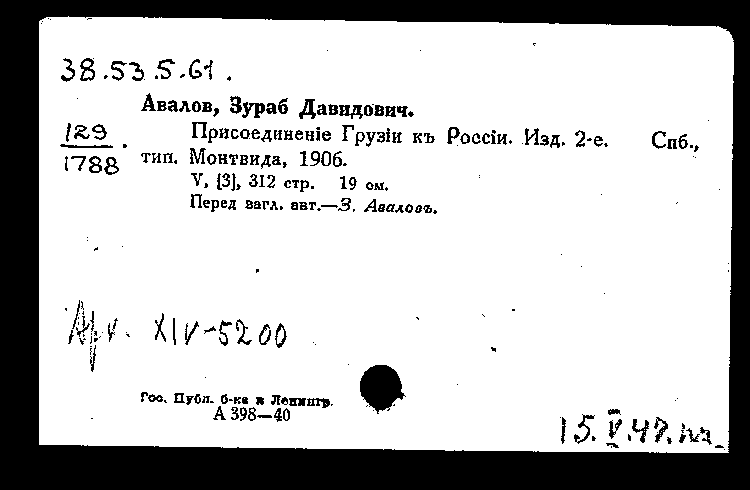 38.53.5.61.
Авалов, Зураб Давидович.
129
1788
Присоединеніе Грузіи къ Россіи. Изд. 2-е. Спб.,
тип. Монтвида, 1906.
V, [3], 312 стр. 19 см.
Перед загл. авт.—З. Аваловъ.
Арх. XIV-5200
Гос. Публ. б-ка в Ленингр.
А 398—40
15.V.47.